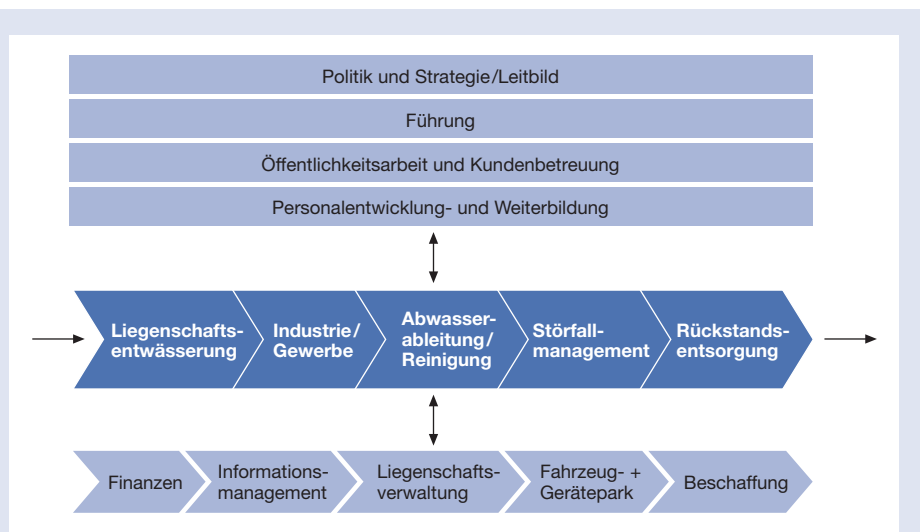 Politik und Strategie/Leitbild
Führung
Öffentlichkeitsarbeit und Kundenbetreuung
Personalentwicklung- und Weiterbildung
Liegenschafts-
entwässerung
Industrie/
Gewerbe
Abwasser-
ableitung/
Reinigung
Störfall-
management
Rückstands-
entsorgung
Finanzen
Informations-
management
Liegenschafts-
verwaltung
Fahrzeug- +
Gerätepark
Beschaffung